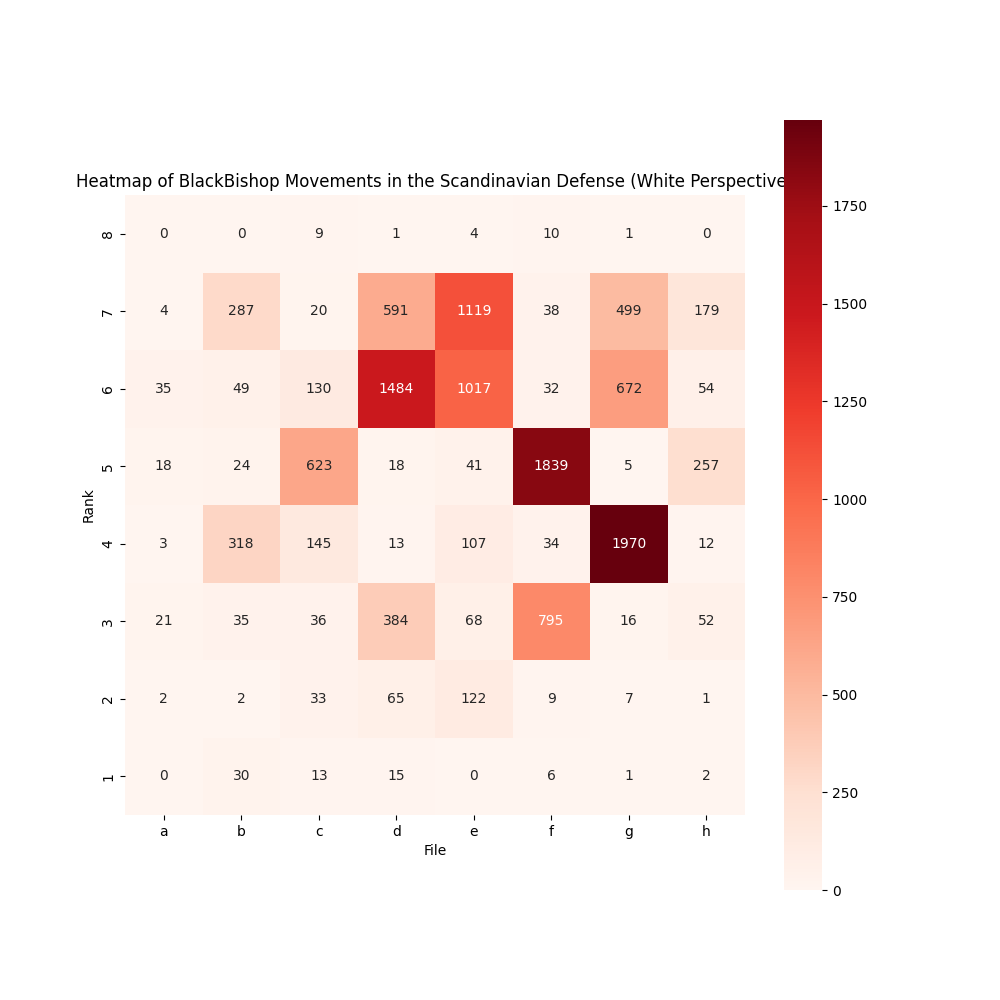 Heatmap of BlackBishop Movements in the Scandinavian Defense (White Perspective
8 0 0 9 1 4 10 1 0
7 4 287 20 591 1119 38 499 179
6 35 49 130 1484 1017 32 672 54
5 18 24 623 18 41 1839 5 257
Rank
4 3 318 145 13 107 34 1970 12
3 21 35 36 384 68 795 16 52
2 2 2 33 65 122 9 7 1
1 0 30 13 15 0 6 1 2
a b c d e f g h
File
1750
1500
1250
1000
750
500
250
0